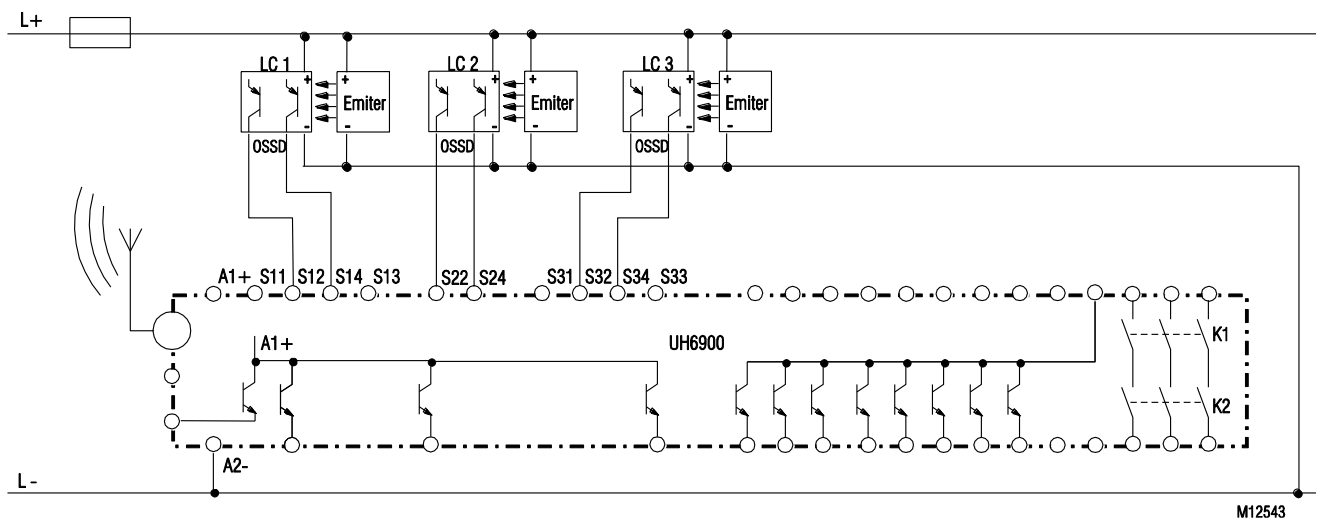 L+
LC 1
LC 2
LC 3
+ + + + + +
Emiter Emiter Emiter
- - - - - -
OSSD OSSD OSSD
A1+ S11 S12 S14 S13 S22 S24 S31 S32 S34 S33
A1+ UH6900 K1
K2
A2-
L-
M12543